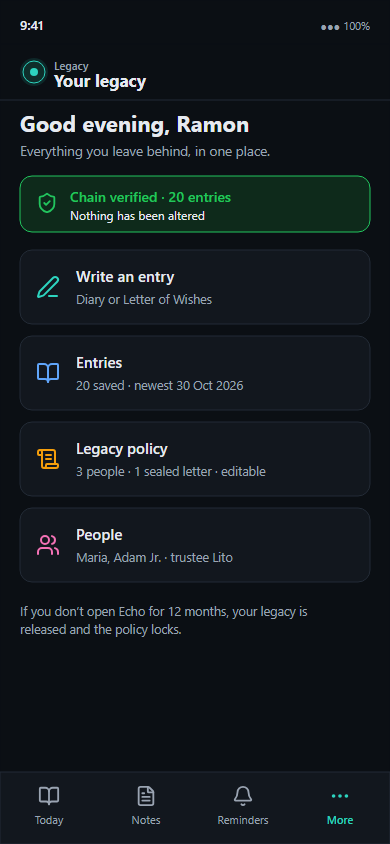 9:41
100%
Legacy
Your legacy
Good evening, Ramon
Everything you leave behind, in one place.
Chain verified · 20 entries
Nothing has been altered
Write an entry
Diary or Letter of Wishes
Entries
20 saved · newest 30 Oct 2026
Legacy policy
3 people · 1 sealed letter · editable
People
Maria, Adam Jr. · trustee Lito
If you don’t open Echo for 12 months, your legacy is
released and the policy locks.
Today
Notes
Reminders
More